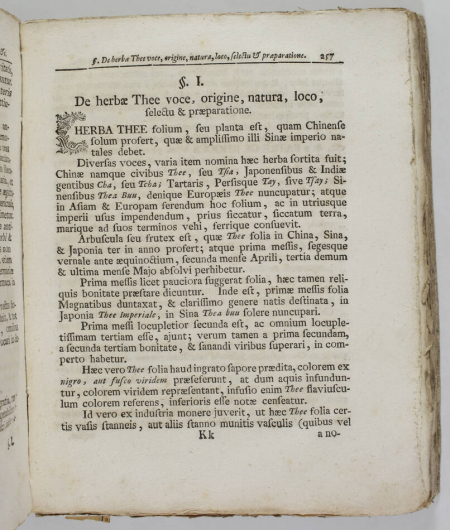 §. De herbæ Thee voce, origine, natura, loco, selectu & præparatione. 257
§. I.
De herbæ Thee voce, origine, natura, loco,
selectu & præparatione.
HERBA THEE folium, seu planta est, quam Chinense
solum profert, quæ & amplissimo illi Sinæ imperio na-
tales debet.
Diversas voces, varia item nomina hæc herba sortita fuit;
Chinæ namque civibus Thee, seu Tsia, Japonensibus & Indiæ
gentibus Cha, seu Tcha; Tartaris, Persisque Tay, sive Tsay; Si-
nensibus Thea Buu, denique Europæis Thee nuncupatur; atque
in Asiam & Europam ferendum hoc folium, ac in utriusque
imperii usus impendendum, prius siccatur, siccatum terra,
marique ad suos terminos vehi, ferrique consuevit.
Arbuscula seu frutex est, quæ Thee folia in China, Sina,
& Japonia ter in anno profert; atque prima messis, segesque
vernale ante æquinoctium, secunda mense Aprili, tertia demum
& ultima mense Majo absolvi perhibetur.
Prima messis licet pauciora suggerat folia, hæc tamen reli-
quis bonitate præstare dicuntur. Inde est, primæ messis folia
Magnatibus duntaxat, & clarissimo genere natis destinata, in
Japonia Thee Imperiale, in Sina Thea buu solere nuncupari.
Prima messi locupletior secunda est, ac omnium locuple-
tissimam tertiam esse, ajunt; verum tamen a prima secundam,
a secunda tertiam bonitate, & sanandi viribus superari, in com-
perto habetur.
Hæc vero Thee folia haud ingrato sapore prædita, colorem ex
nigro, aut fusco viridem præseferunt, at dum aquis infundun-
tur, colorem viridem repræsentant, infusio enim Thee flaviuscu-
lum colorem referens, inferioris esse notæ censeatur.
Id vero ex industria monere juverit, ut hæc Thee folia cer-
tis vasis stanneis, aut aliis stanno munitis vasculis (quibus vel
Kk a no-